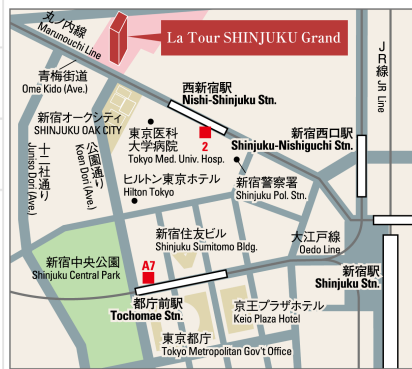 丸ノ内線
Marunouchi Line
La Tour SHINJUKU Grand
JR線 JR Line
青梅街道
Ome Kido (Ave.)
西新宿駅
Nishi-Shinjuku Stn.
新宿オークシティ
SHINJUKU OAK CITY
東京医科
大学病院
Tokyo Med. Univ. Hosp.
2
新宿西口駅
Shinjuku-Nishiguchi Stn.
十二社通り
Juniso Dori (Ave.)
公園通り
Koen Dori (Ave.)
ヒルトン東京ホテル
Hilton Tokyo
新宿警察署
Shinjuku Pol. Stn.
新宿住友ビル
Shinjuku Sumitomo Bldg.
大江戸線
Oedo Line
新宿中央公園
Shinjuku Central Park
A7
新宿駅
Shinjuku Stn.
都庁前駅
Tochomae Stn.
京王プラザホテル
Keio Plaza Hotel
東京都庁
Tokyo Metropolitan Gov't Office